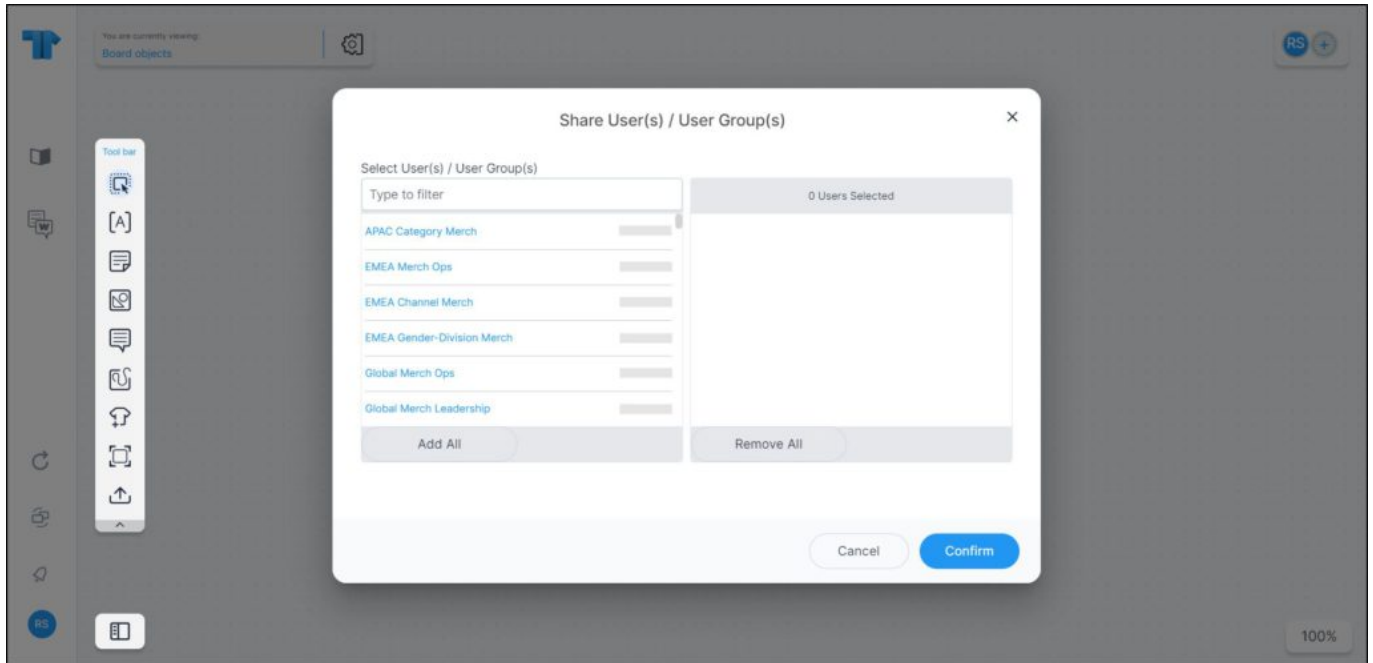 You are currently viewing:
Board objects
RS +
Share User(s) / User Group(s)
Tool bar
Select User(s) / User Group(s)
Type to filter
0 Users Selected
APAC Category Merch
EMEA Merch Ops
EMEA Channel Merch
EMEA Gender-Division Merch
Global Merch Ops
Global Merch Leadership
Add All
Remove All
Cancel
Confirm
RS
100%